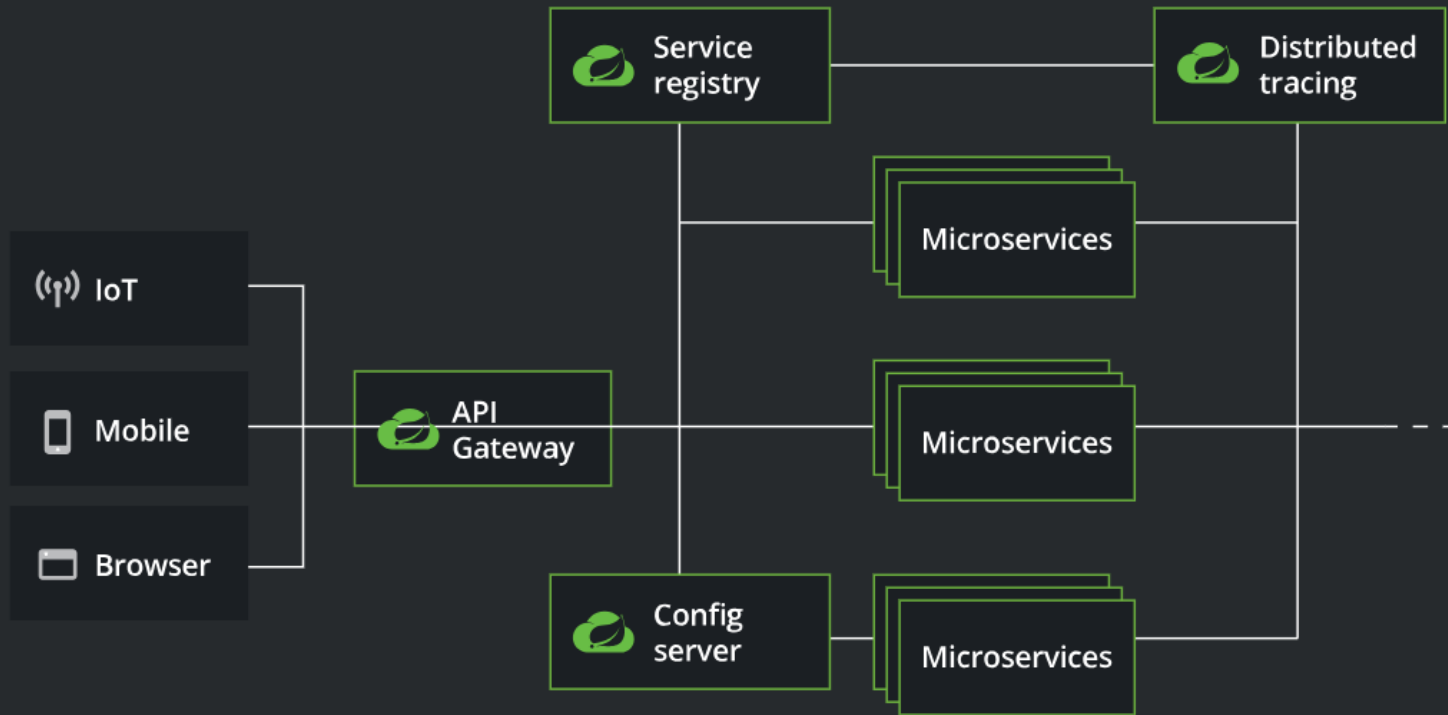 Service
registry
Distributed
tracing
Microservices
IoT
Mobile
API
Gateway
Microservices
Browser
Config
server
Microservices